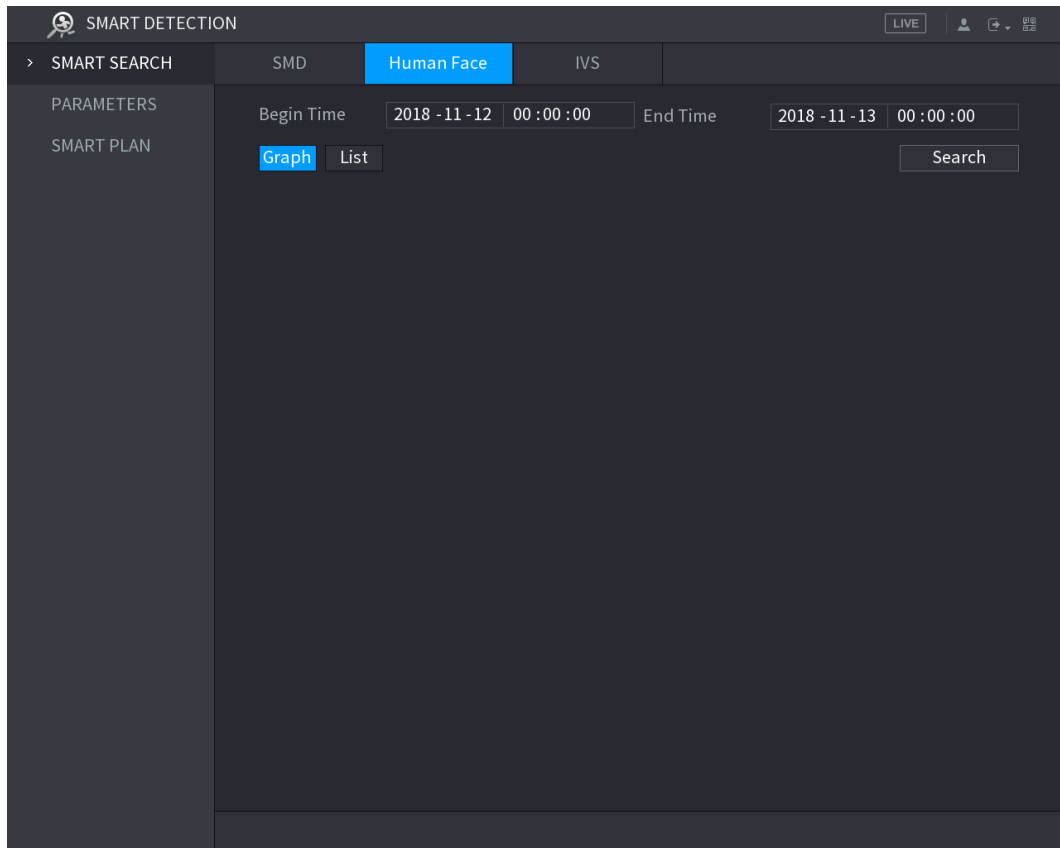 SMART DETECTION LIVE
SMART SEARCH SMD Human Face IVS
PARAMETERS Begin Time 2018 -11 -12 00 : 00 : 00 End Time 2018 -11 -13 00 : 00 : 00
SMART PLAN Graph List Search